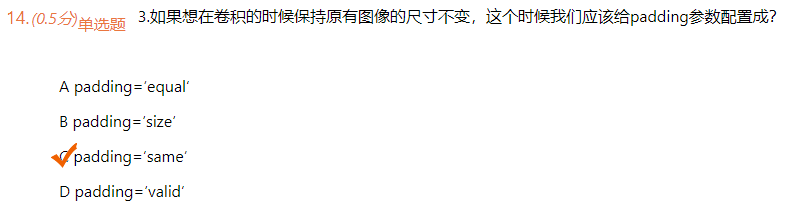 14.(0.5分)单选题 3.如果想在卷积的时候保持原有图像的尺寸不变，这个时候我们应该给padding参数配置成?
A padding='equal'
B padding='size'
C padding='same'
D padding='valid'